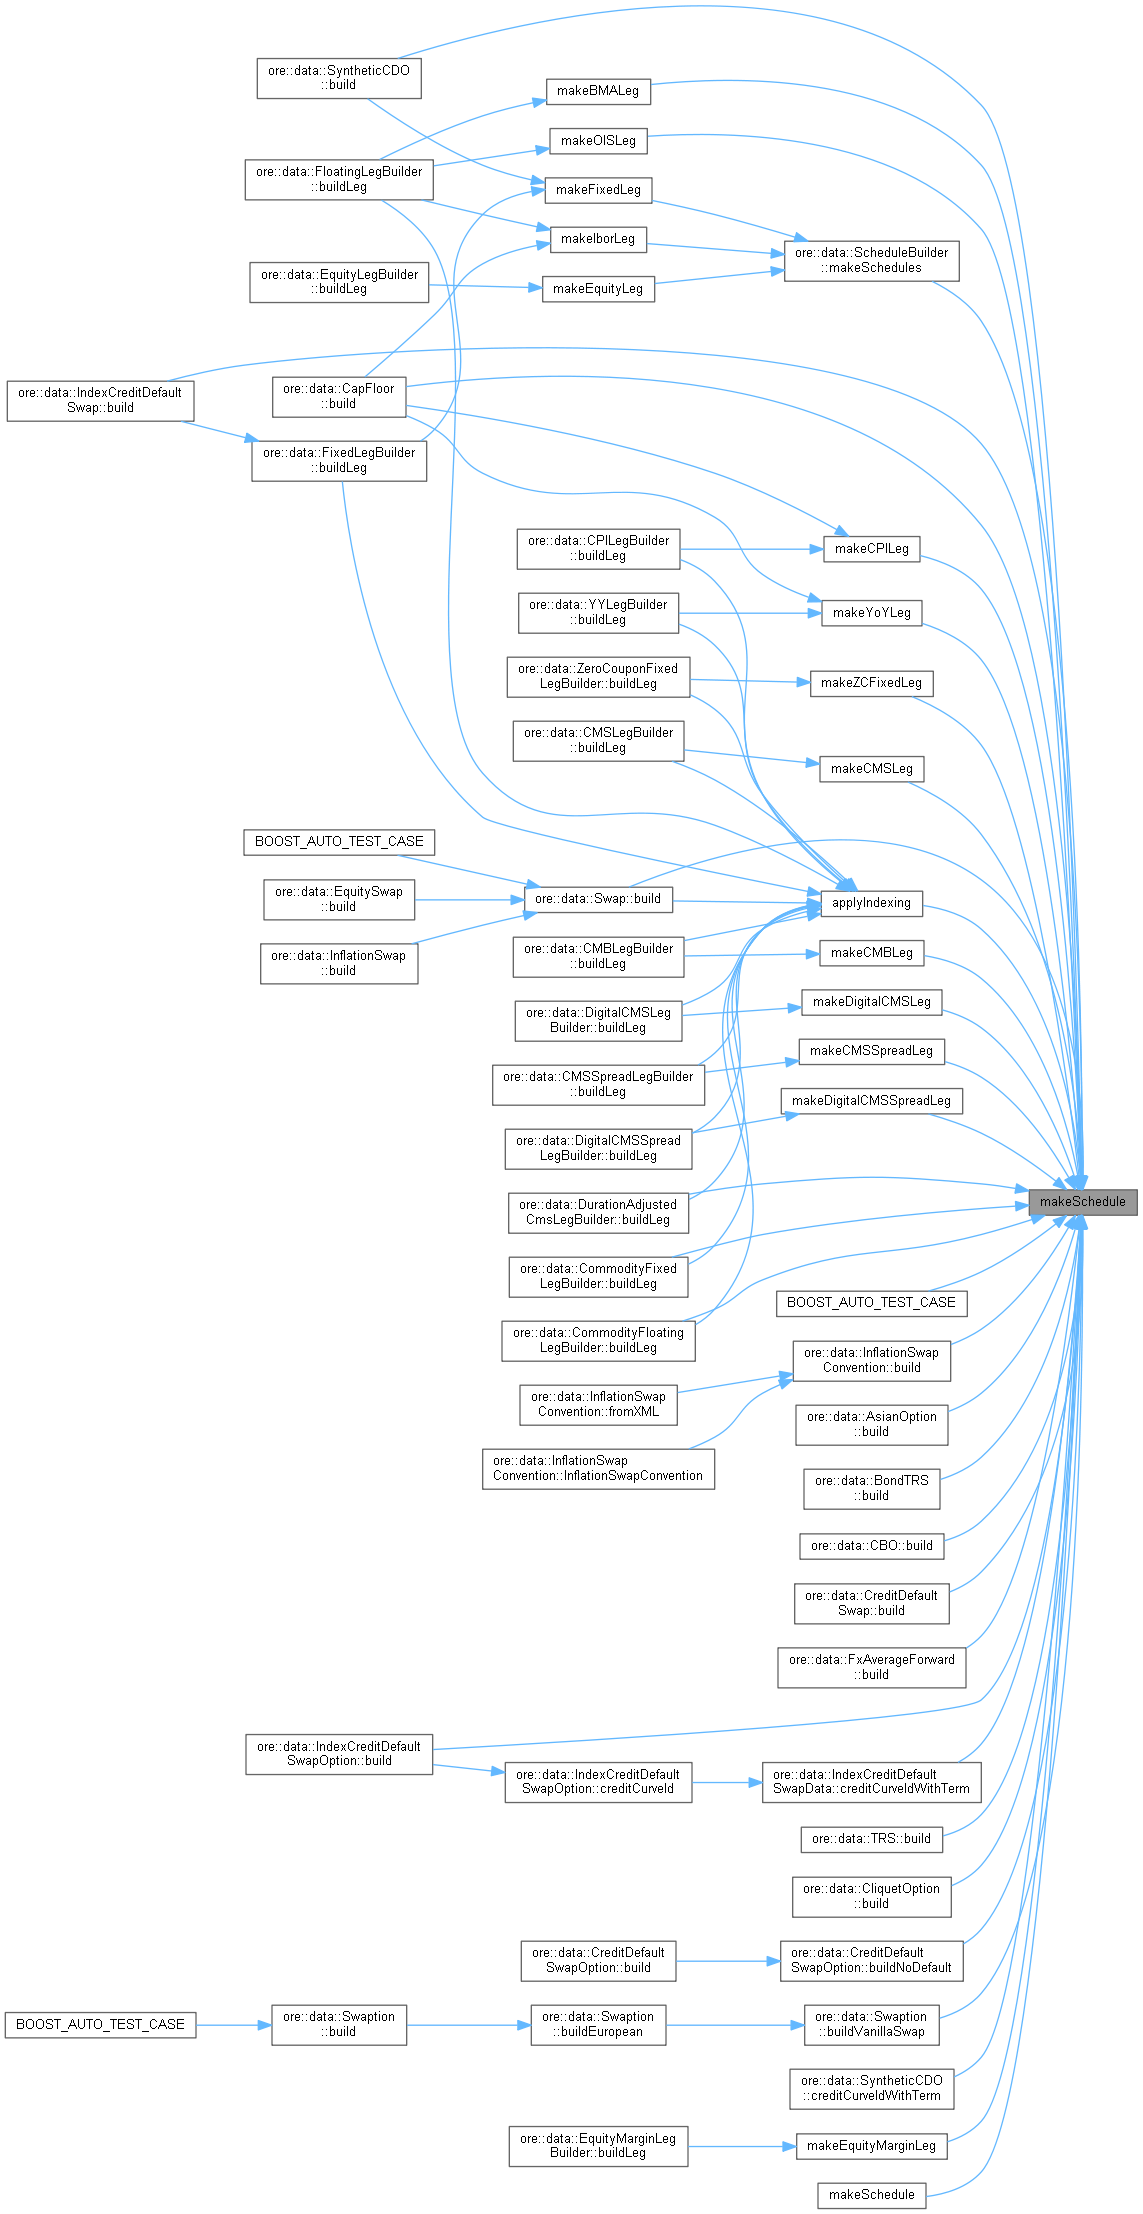 ore::data::SyntheticCDO
::build
makeBMALeg
makeOISLeg
ore::data::FloatingLegBuilder
::buildLeg
makeFixedLeg
makeIborLeg
ore::data::ScheduleBuilder
::makeSchedules
ore::data::EquityLegBuilder
::buildLeg
makeEquityLeg
ore::data::IndexCreditDefault
Swap::build
ore::data::CapFloor
::build
ore::data::FixedLegBuilder
::buildLeg
ore::data::CPILegBuilder
::buildLeg
makeCPILeg
ore::data::YYLegBuilder
::buildLeg
makeYoYLeg
ore::data::ZeroCouponFixed
LegBuilder::buildLeg
makeZCFixedLeg
ore::data::CMSLegBuilder
::buildLeg
makeCMSLeg
BOOST_AUTO_TEST_CASE
ore::data::EquitySwap
::build
ore::data::Swap::build
applyIndexing
ore::data::InflationSwap
::build
ore::data::CMBLegBuilder
::buildLeg
makeCMBLeg
ore::data::DigitalCMSLeg
Builder::buildLeg
makeDigitalCMSLeg
ore::data::CMSSpreadLegBuilder
::buildLeg
makeCMSSpreadLeg
makeDigitalCMSSpreadLeg
ore::data::DigitalCMSSpread
LegBuilder::buildLeg
ore::data::DurationAdjusted
CmsLegBuilder::buildLeg
makeSchedule
ore::data::CommodityFixed
LegBuilder::buildLeg
BOOST_AUTO_TEST_CASE
ore::data::CommodityFloating
LegBuilder::buildLeg
ore::data::InflationSwap
Convention::build
ore::data::InflationSwap
Convention::fromXML
ore::data::AsianOption
::build
ore::data::InflationSwap
Convention::InflationSwapConvention
ore::data::BondTRS
::build
ore::data::CBO::build
ore::data::CreditDefault
Swap::build
ore::data::FxAverageForward
::build
ore::data::IndexCreditDefault
SwapOption::build
ore::data::IndexCreditDefault
SwapOption::creditCurveId
ore::data::IndexCreditDefault
SwapData::creditCurveIdWithTerm
ore::data::TRS::build
ore::data::CliquetOption
::build
ore::data::CreditDefault
SwapOption::build
ore::data::CreditDefault
SwapOption::buildNoDefault
BOOST_AUTO_TEST_CASE
ore::data::Swaption
::build
ore::data::Swaption
::buildEuropean
ore::data::Swaption
::buildVanillaSwap
ore::data::SyntheticCDO
::creditCurveIdWithTerm
ore::data::EquityMarginLeg
Builder::buildLeg
makeEquityMarginLeg
makeSchedule